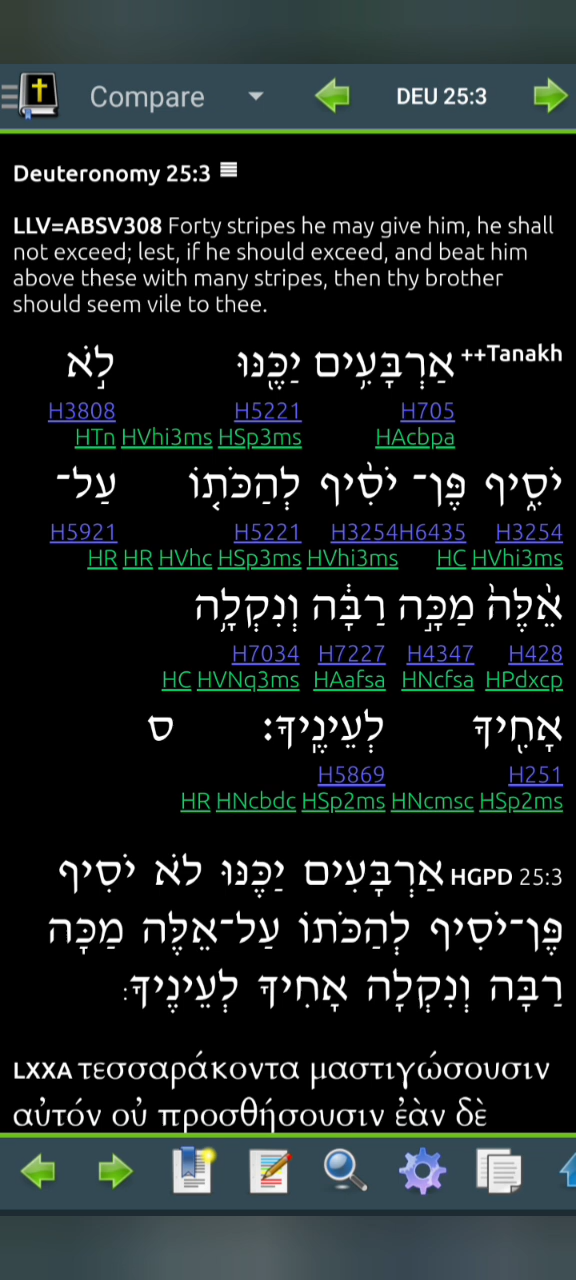 Compare
DEU 25:3
Deuteronomy 25:3
LLV=ABSV308 Forty stripes he may give him, he shall
not exceed; lest, if he should exceed, and beat him
above these with many stripes, then thy brother
should seem vile to thee.
++Tanakh אַרְבָּעִ֥ים יַכֶּ֖נּוּ לֹ֣א
H3808 H5221 H705
HTn HVhi3ms HSp3ms HAcbpa
יֹסִ֑יף פֶּן־ יֹסִ֨יף לְהַכֹּת֤וֹ עַל־
H5921 H5221 H3254H6435 H3254
HR HR HVhc HSp3ms HVhi3ms HC HVhi3ms
אֵ֙לֶּה֙ מַכָּ֣ה רַבָּ֔ה וְנִקְלָ֥ה
H7034 H7227 H4347 H428
HC HVNq3ms HAafsa HNcfsa HPdxcp
אָחִ֖יךָ לְעֵינֶֽיךָ׃ ס
H5869 H251
HR HNcbdc HSp2ms HNcmsc HSp2ms
HGPD 25:3 אַרְבָּעִים יַכֶּנּוּ לֹא יֹסִיף
פֶּן־יֹסִיף לְהַכֹּתוֹ עַל־אֵלֶּה מַכָּה
רַבָּה וְנִקְלָה אָחִיךָ לְעֵינֶיךָ׃
LXXA τεσσαράκοντα μαστιγώσουσιν
αὐτόν οὐ προσθήσουσιν ἐὰν δὲ